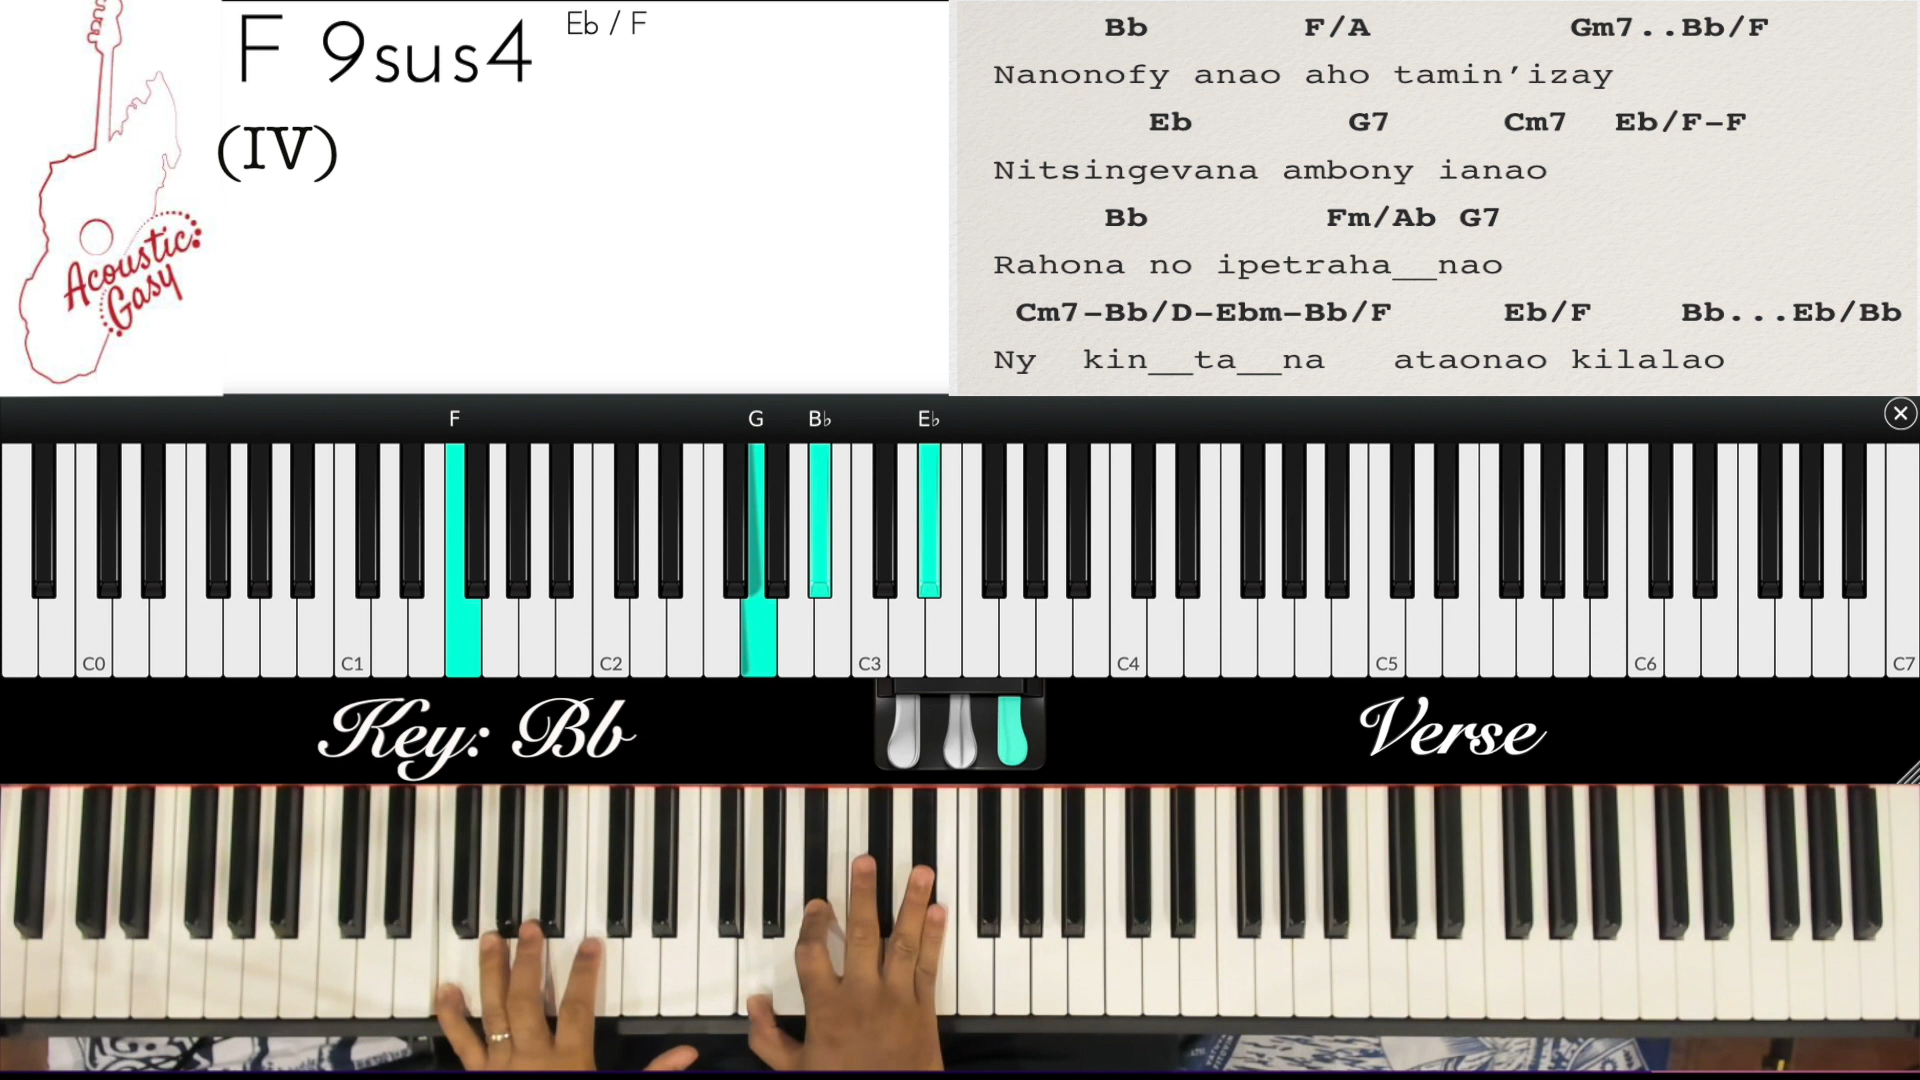 F 9sus4
Eb / F
(IV)
Acoustic:
Gasy
Bb F/A Gm7..Bb/F
Nanonofy anao aho tamin’izay
Eb G7 Cm7 Eb/F-F
Nitsingevana ambony ianao
Bb Fm/Ab G7
Rahona no ipetraha__nao
Cm7-Bb/D-Ebm-Bb/F Eb/F Bb...Eb/Bb
Ny kin__ta__na ataonao kilalao
F G B♭ E♭
C0 C1 C2 C3 C4 C5 C6 C7
Key: Bb
Verse